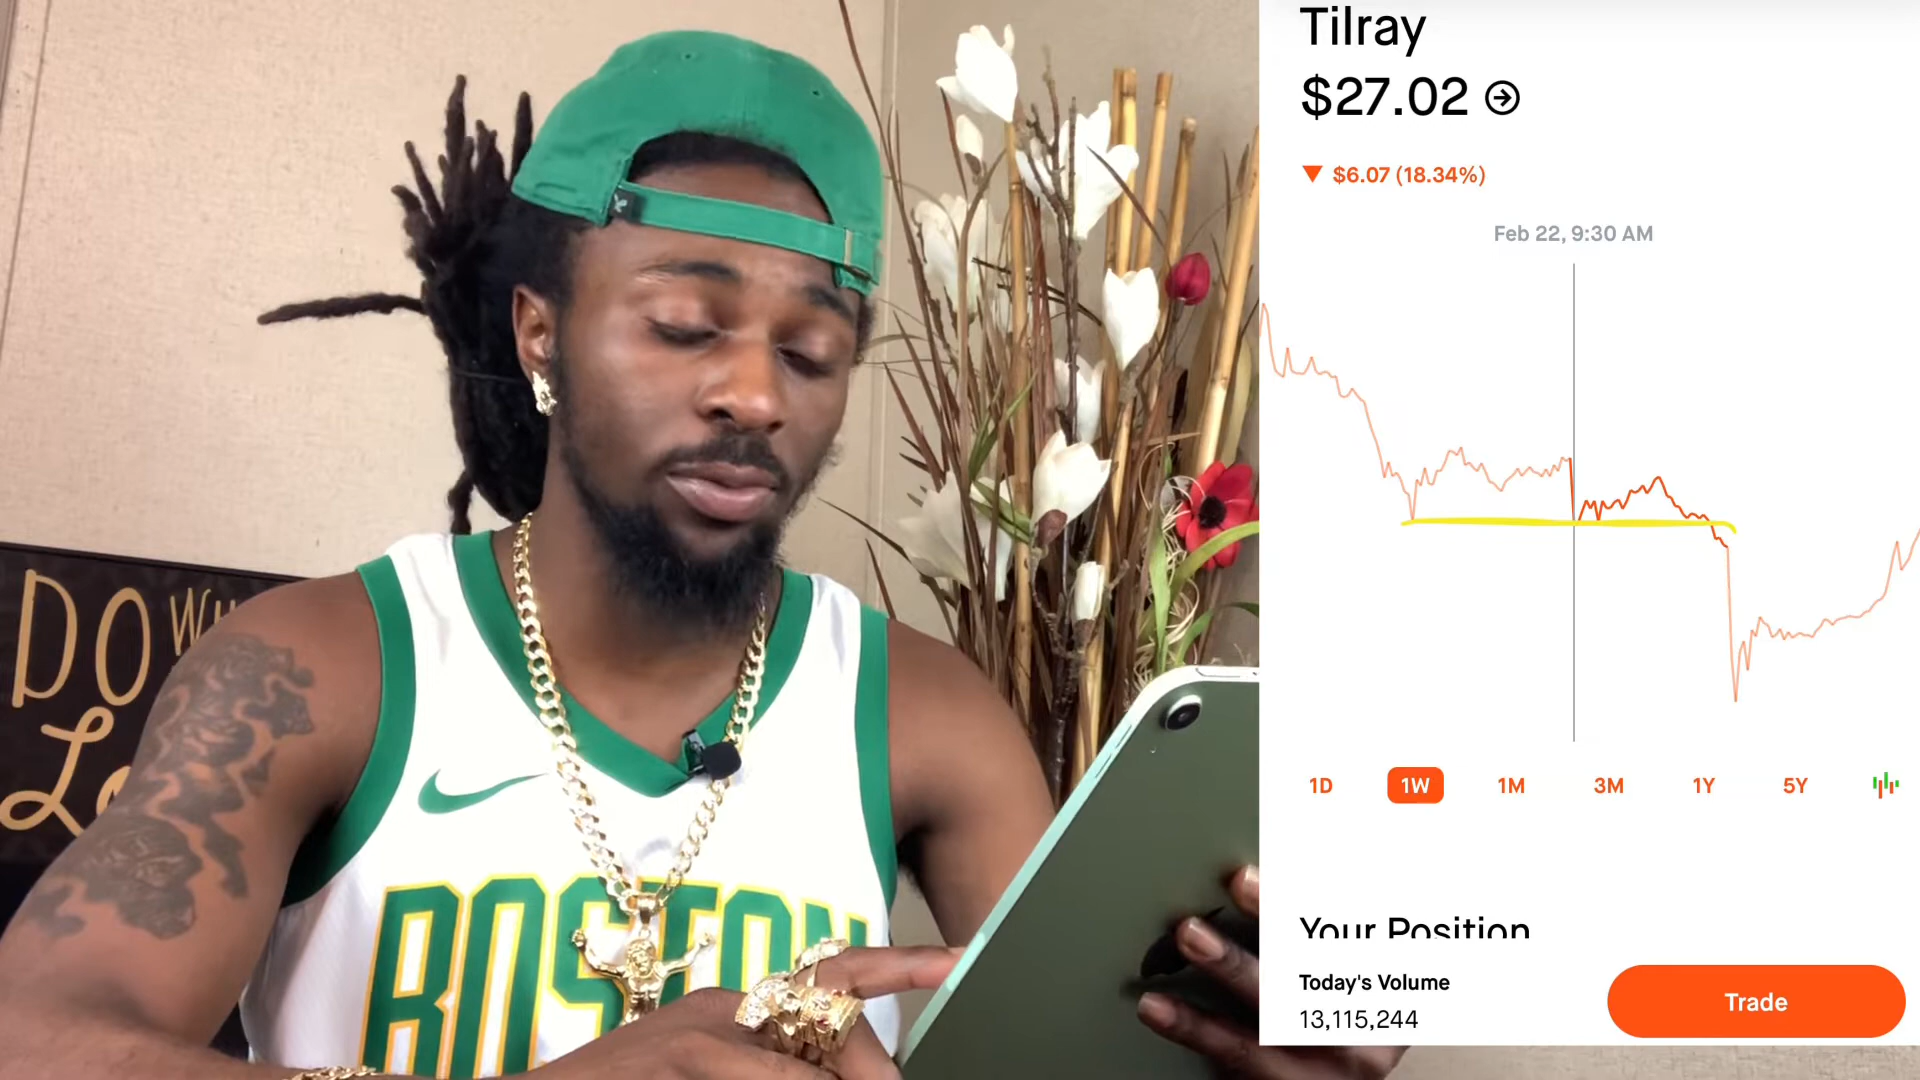 Tilray
$27.02
$6.07 (18.34%)
Feb 22, 9:30 AM
1D 1W 1M 3M 1Y 5Y
Your Position
Today's Volume
13,115,244
Trade
DO
BOSTON